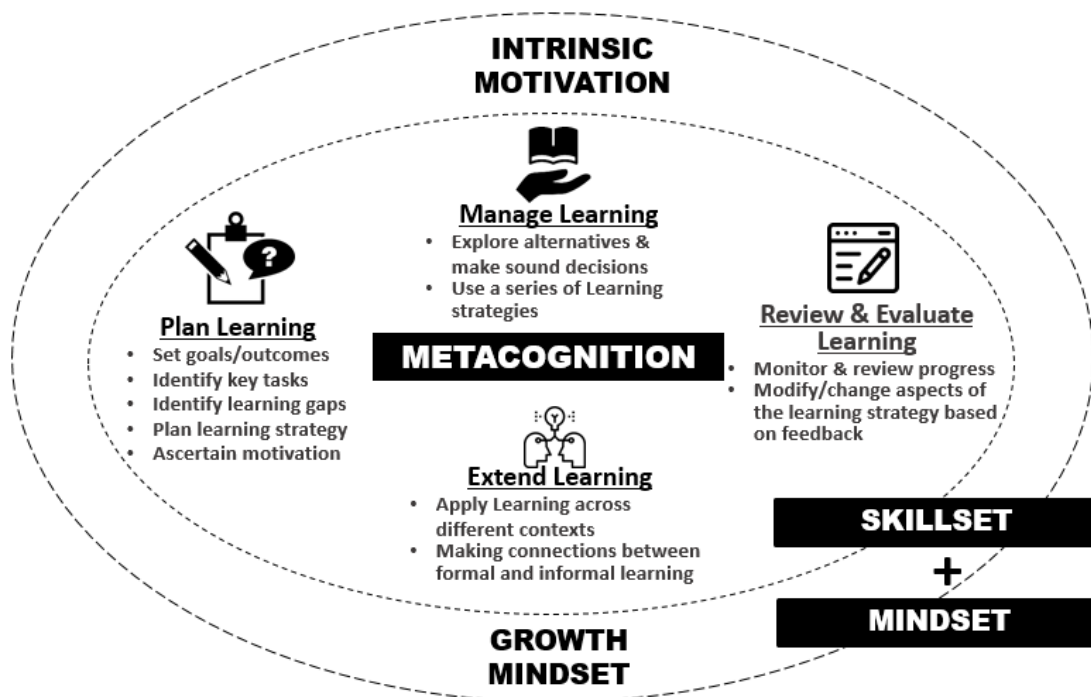 INTRINSIC
MOTIVATION
Manage Learning
• Explore alternatives &
make sound decisions
• Use a series of Learning
strategies
?
Plan Learning
• Set goals/outcomes
• Identify key tasks
• Identify learning gaps
• Plan learning strategy
• Ascertain motivation
METACOGNITION
Review & Evaluate
Learning
• Monitor & review progress
• Modify/change aspects of
the learning strategy based
on feedback
Extend Learning
• Apply Learning across
different contexts
• Making connections between
formal and informal learning
SKILLSET
+
MINDSET
GROWTH
MINDSET